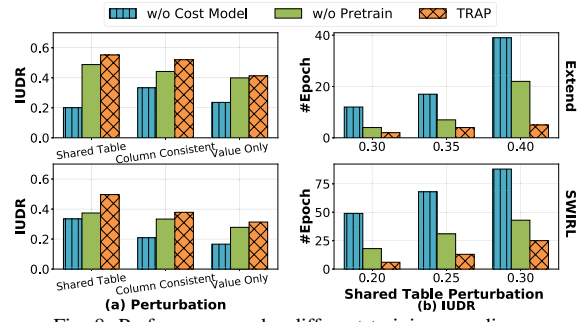 w/o Cost Model w/o Pretrain TRAP
IUDR
0.6
0.4
0.2
0.0
Shared Table Column Consistent Value Only
#Epoch
40
20
0
0.30 0.35 0.40
Extend
IUDR
0.6
0.4
0.2
0.0
Shared Table Column Consistent Value Only
(a) Perturbation
#Epoch
75
50
25
0.20 0.25 0.30
Shared Table Perturbation
(b) IUDR
SWIRL